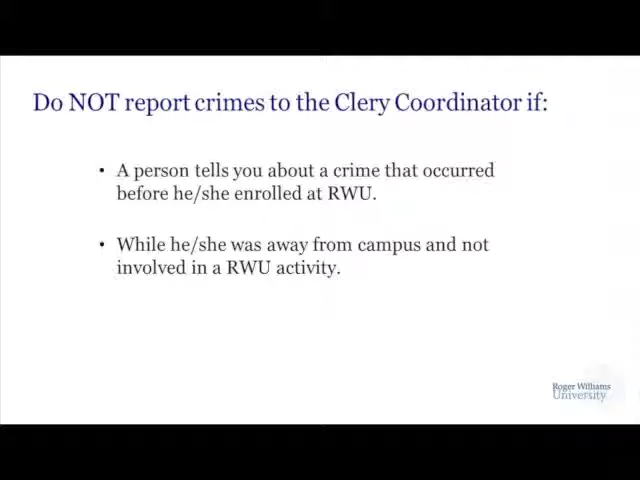 Do NOT report crimes to the Clery Coordinator if:
• A person tells you about a crime that occurred
before he/she enrolled at RWU.
• While he/she was away from campus and not
involved in a RWU activity.
Roger Williams
University